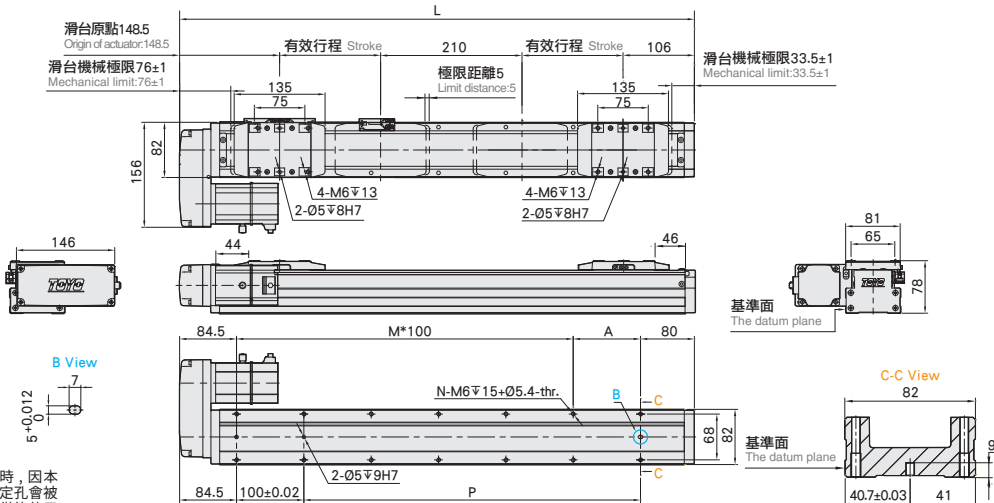 L
滑台原點148.5
Origin of actuator:148.5
有效行程 Stroke
210
有效行程 Stroke
106
滑台機械極限76±1
Mechanical limit:76±1
滑台機械極限33.5±1
Mechanical limit:33.5±1
極限距離5
Limit distance:5
135
75
135
75
156
82
4-M6↧13
2-Ø5↧8H7
4-M6↧13
2-Ø5↧8H7
146
TOYO
44
46
81
65
TOYO
78
基準面
The datum plane
84.5
M*100
A
80
B View
7
5 +0.012
0
N-M6↧15+Ø5.4-thr.
B
C
C
68
82
2-Ø5↧9H7
84.5
100±0.02
P
C-C View
82
基準面
The datum plane
40.7±0.03
41
時，因本
定孔會被